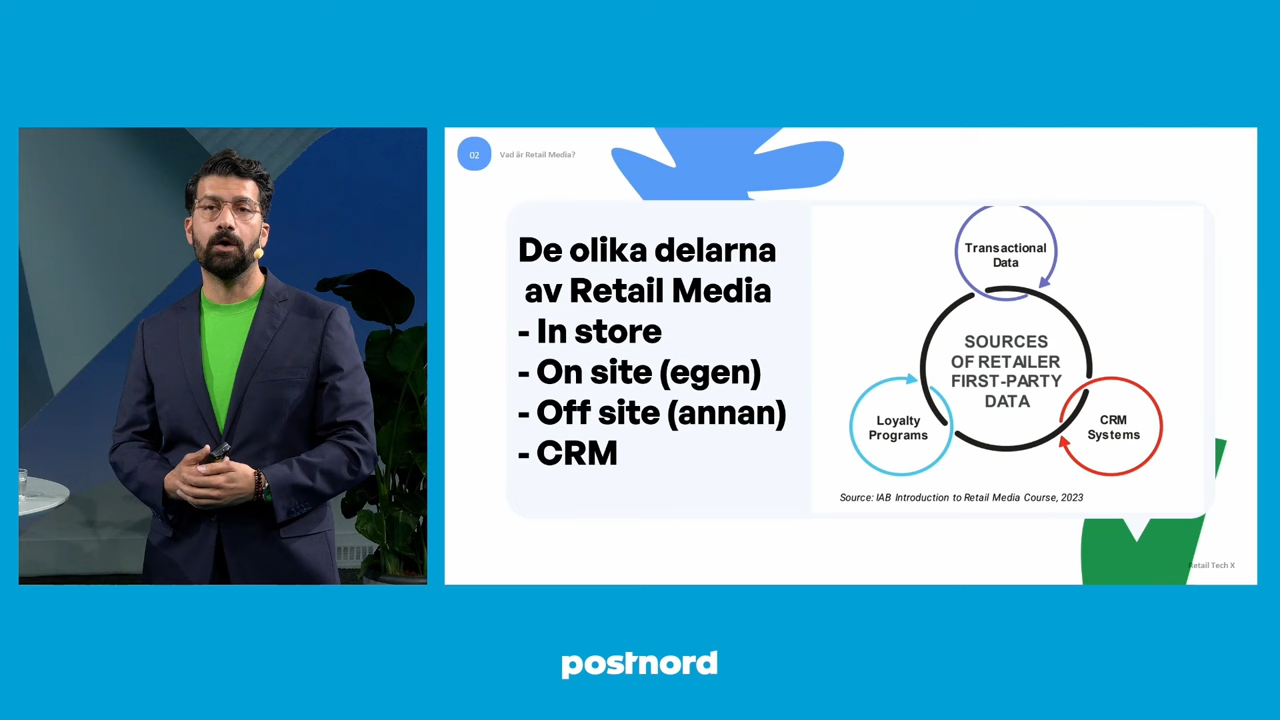 02
Vad är Retail Media?
De olika delarna
av Retail Media
- In store
- On site (egen)
- Off site (annan)
- CRM
Transactional
Data
SOURCES
OF RETAILER
FIRST-PARTY
DATA
Loyalty
Programs
CRM
Systems
Source: IAB Introduction to Retail Media Course, 2023
Retail Tech X
postnord